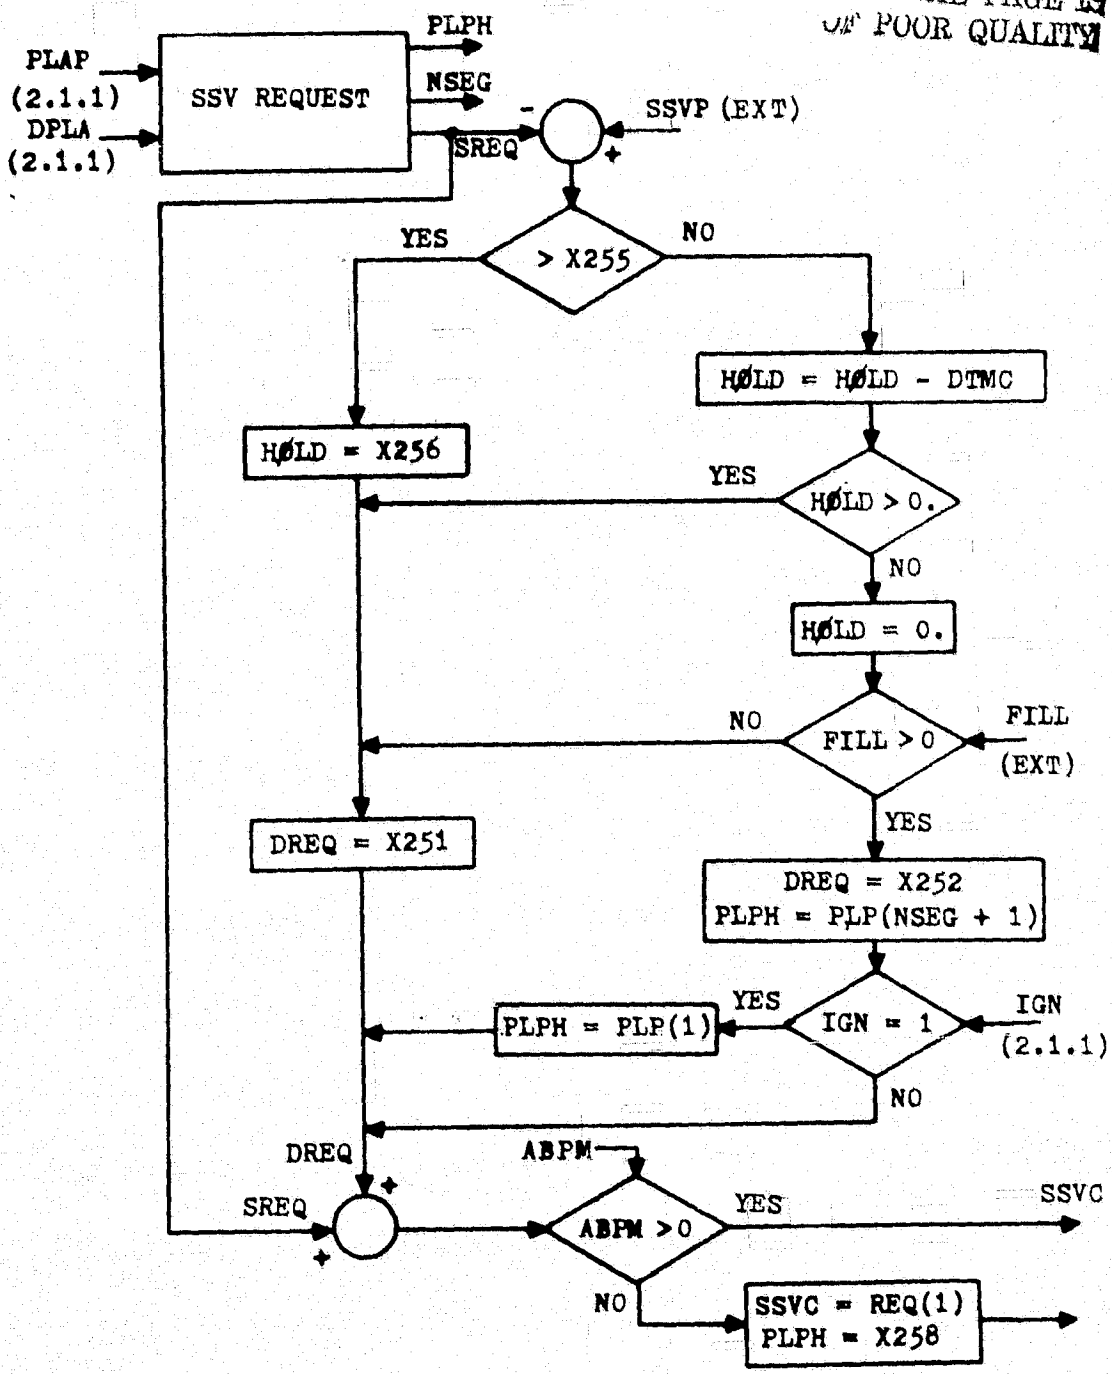 PAGE IS
OF POOR QUALITY
PLAP
(2.1.1)
DPLA
(2.1.1)
SSV REQUEST
PLPH
NSEG
SREQ
-
SSVP (EXT)
+
> X255
YES
NO
HØLD = HØLD - DTMC
HØLD = X256
YES
HØLD > 0.
NO
HØLD = 0.
NO
FILL > 0
FILL
(EXT)
YES
DREQ = X251
DREQ = X252
PLPH = PLP(NSEG + 1)
PLPH = PLP(1)
YES
IGN = 1
IGN
(2.1.1)
NO
DREQ
+
SREQ
+
ABPM
ABPM > 0
YES
SSVC
NO
SSVC = REQ(1)
PLPH = X258